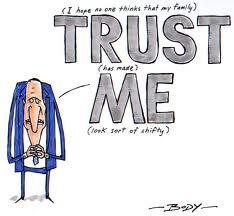 (I hope no one thinks that my family)
TRUST
(has made)
ME
(look sort of shifty)
BODY